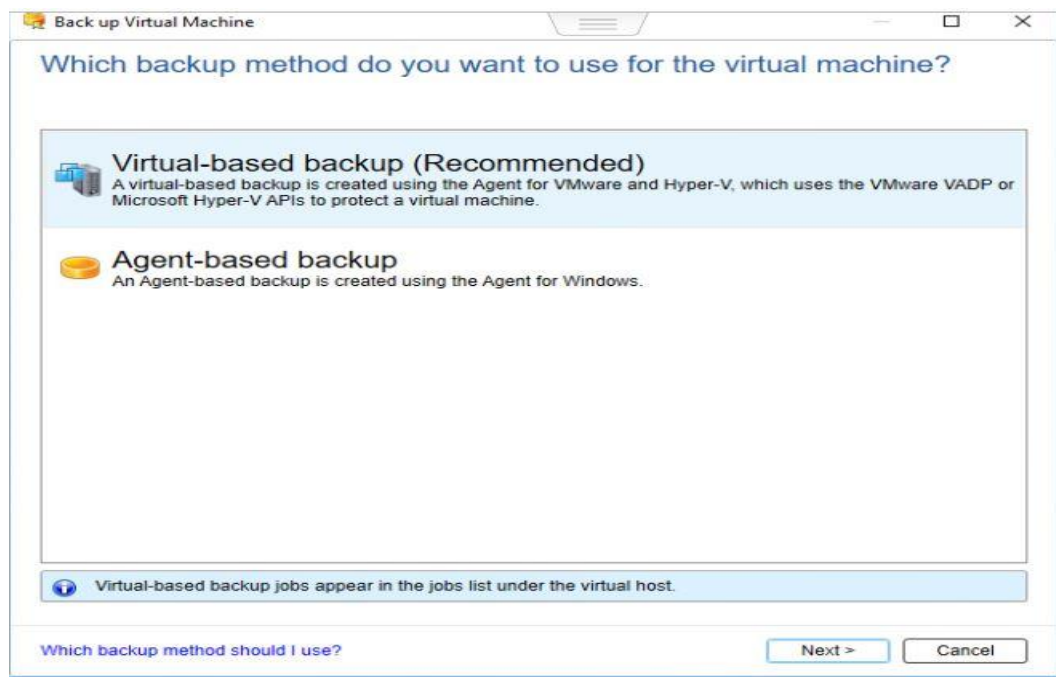 Back up Virtual Machine
Which backup method do you want to use for the virtual machine?
Virtual-based backup (Recommended)
A virtual-based backup is created using the Agent for VMware and Hyper-V, which uses the VMware VADP or
Microsoft Hyper-V APIs to protect a virtual machine.
Agent-based backup
An Agent-based backup is created using the Agent for Windows.
Virtual-based backup jobs appear in the jobs list under the virtual host.
Which backup method should I use?
Next >
Cancel